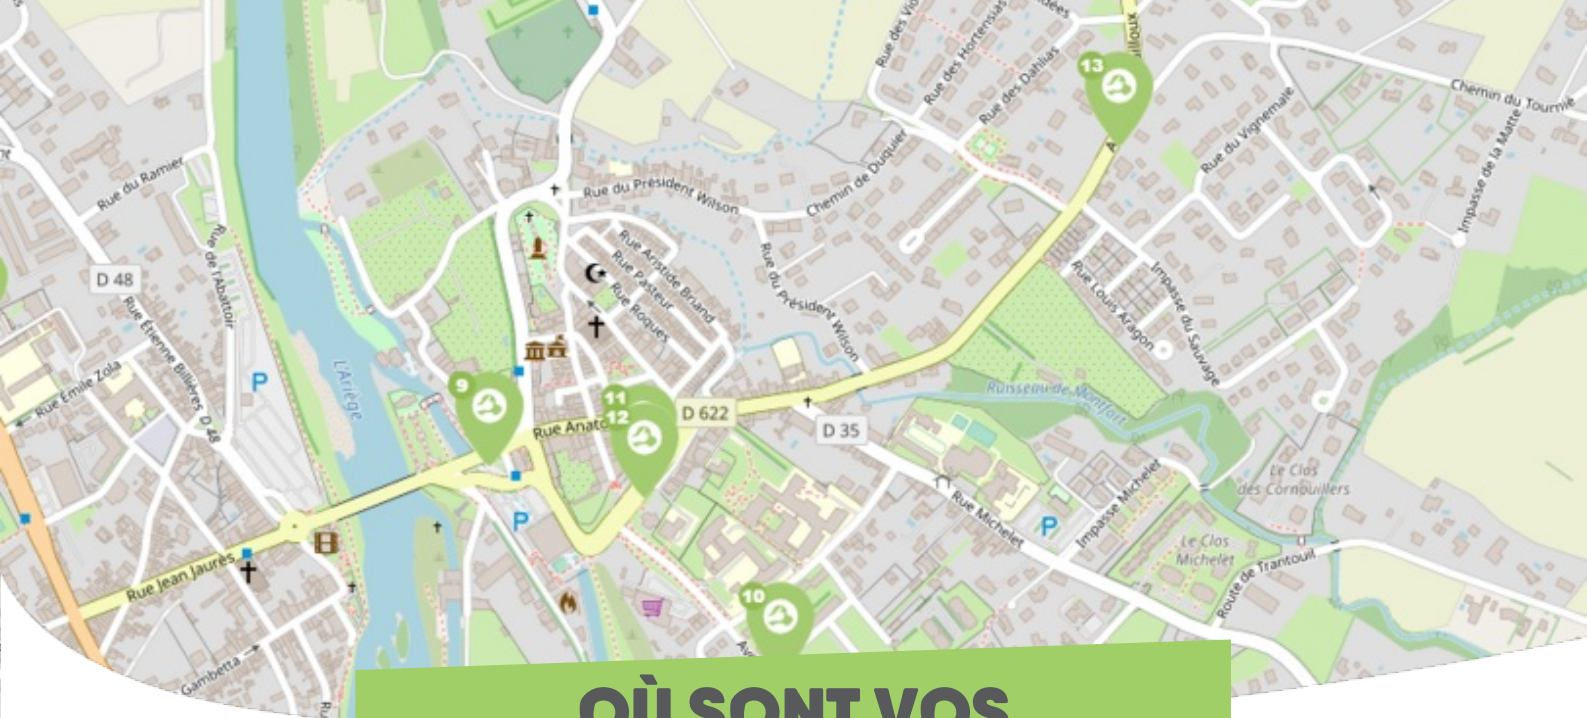 Rue des Hortensias
Rue des Dahlias
13
Chemin du Tournié
Rue du Vignemale
Impasse de la Matte
Rue du Ramier
Chemin de Duquier
Rue du Président Wilson
D 48
Rue de l'Abattoir
Rue Aristide Briand
Rue Pasteur
Rue Roques
Rue du Président Wilson
Rue Louis Aragon
Impasse du Sauvage
Rue Étienne Billières
D 48
Rue Émile Zola
P
L'Ariège
9
11
12
D 622
Rue Anato
D 35
Ruisseau de Montfort
Le Clos
des Cornouillers
P
Rue Michelet
P
Impasse Michelet
Le Clos
Michelet
Route de Trantouil
Rue Jean Jaurès
10
Gambetta
OÙ SONT VOS